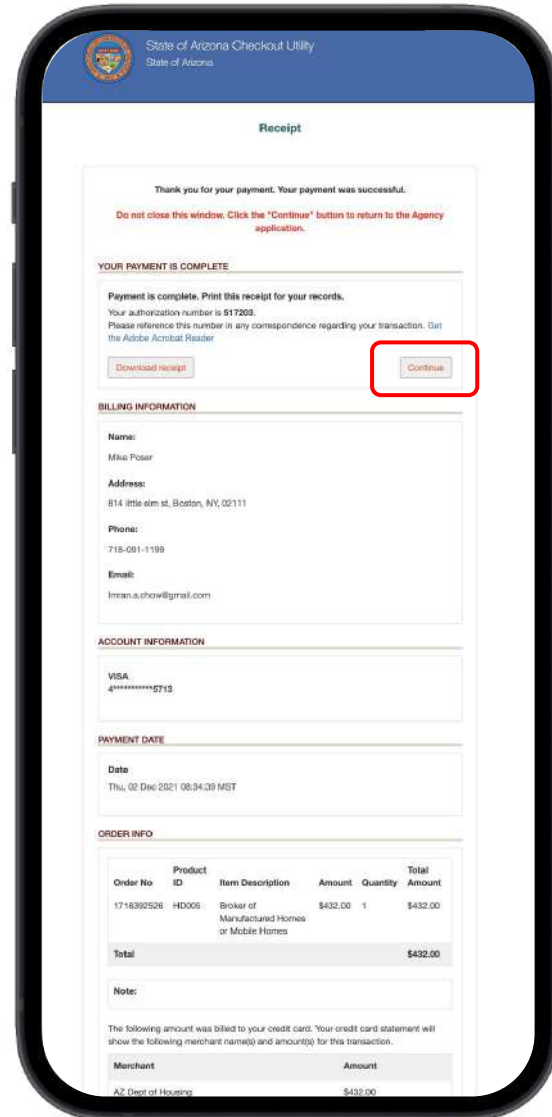 State of Arizona Checkout Utility
State of Arizona
Receipt
Thank you for your payment. Your payment was successful.
Do not close this window. Click the "Continue" button to return to the Agency
application.
YOUR PAYMENT IS COMPLETE
Payment is complete. Print this receipt for your records.
Your authorization number is 517203.
Please reference this number in any correspondence regarding your transaction. Get
the Adobe Acrobat Reader
Download receipt
Continue
BILLING INFORMATION
Name:
Mike Poser
Address:
814 little elm st, Boston, NY, 02111
Phone:
718-091-1199
Email:
Imran.a.chow@gmail.com
ACCOUNT INFORMATION
VISA
4***********5713
PAYMENT DATE
Date
Thu, 02 Dec 2021 08:34:39 MST
ORDER INFO
Order No Product ID Item Description Amount Quantity Total Amount
1716392526 HD005 Broker of $432.00 1 $432.00
Manufactured Homes
or Mobile Homes
Total $432.00
Note:
The following amount was billed to your credit card. Your credit card statement will
show the following merchant name(s) and amount(s) for this transaction.
Merchant Amount
AZ Dept of Housing $432.00